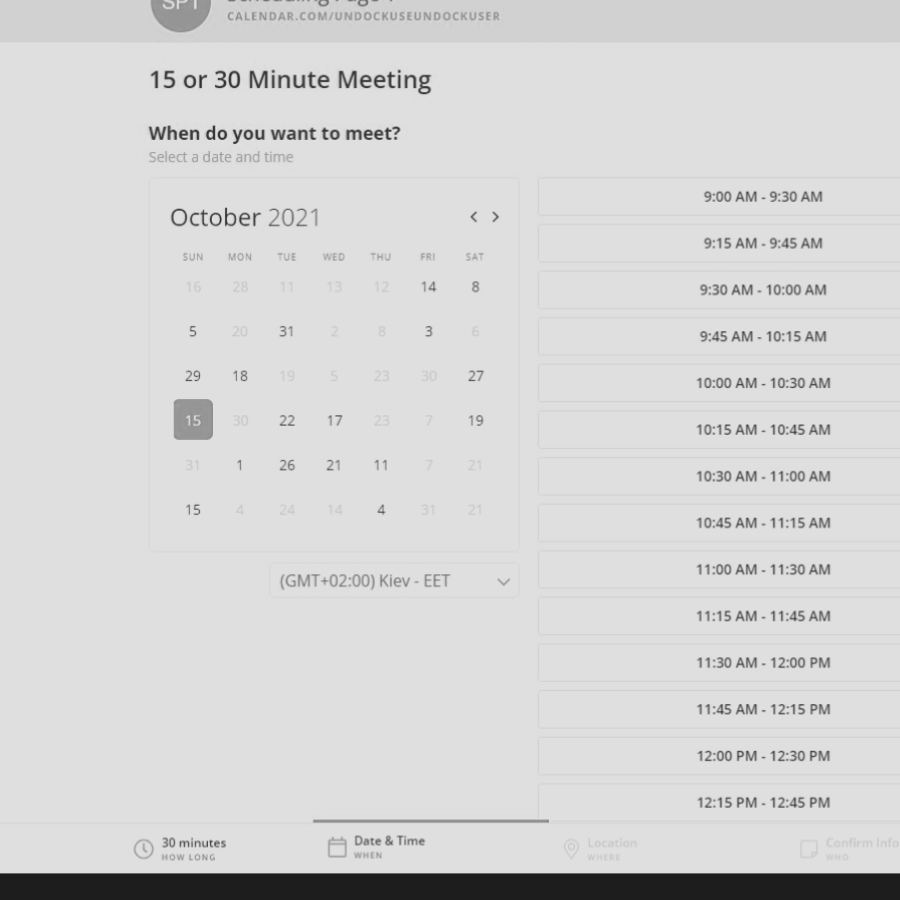 SPT
CALENDAR.COM/UNDOCKUSEUNDOCKUSER
15 or 30 Minute Meeting
When do you want to meet?
Select a date and time
October 2021
SUN MON TUE WED THU FRI SAT
16 28 11 13 12 14 8
5 20 31 2 8 3 6
29 18 19 5 23 30 27
15 30 22 17 23 7 19
31 1 26 21 11 7 21
15 4 24 14 4 31 21
(GMT+02:00) Kiev - EET
9:00 AM - 9:30 AM
9:15 AM - 9:45 AM
9:30 AM - 10:00 AM
9:45 AM - 10:15 AM
10:00 AM - 10:30 AM
10:15 AM - 10:45 AM
10:30 AM - 11:00 AM
10:45 AM - 11:15 AM
11:00 AM - 11:30 AM
11:15 AM - 11:45 AM
11:30 AM - 12:00 PM
11:45 AM - 12:15 PM
12:00 PM - 12:30 PM
12:15 PM - 12:45 PM
30 minutes
HOW LONG
Date & Time
WHEN
Location
WHERE
Confirm Info
WHO